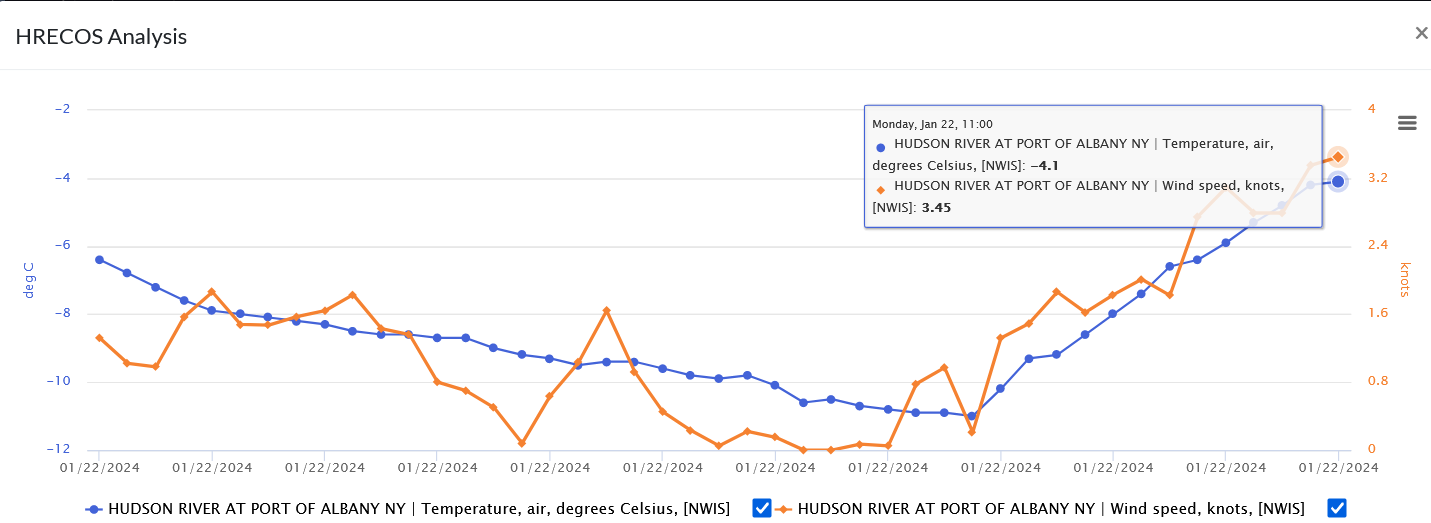 HRECOS Analysis
×
−2
4
Monday, Jan 22, 11:00
HUDSON RIVER AT PORT OF ALBANY NY | Temperature, air,
degrees Celsius, [NWIS]: −4.1
HUDSON RIVER AT PORT OF ALBANY NY | Wind speed, knots,
[NWIS]: 3.45
−4
3.2
−6
2.4
deg C
knots
−8
1.6
−10
0.8
−12
0
01/22/2024 01/22/2024 01/22/2024 01/22/2024 01/22/2024 01/22/2024 01/22/2024 01/22/2024 01/22/2024 01/22/2024 01/22/2024 01/22/2024
HUDSON RIVER AT PORT OF ALBANY NY | Temperature, air, degrees Celsius, [NWIS] HUDSON RIVER AT PORT OF ALBANY NY | Wind speed, knots, [NWIS]